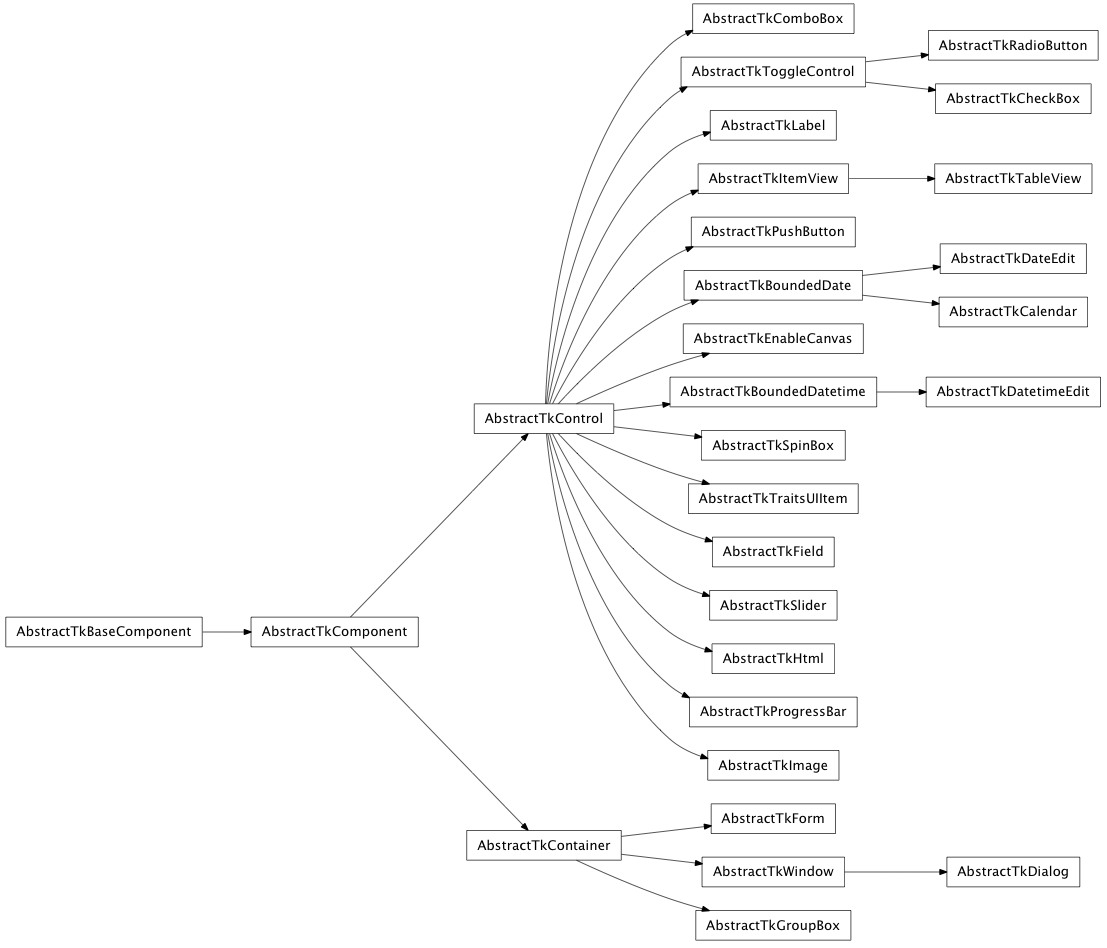 AbstractTkComboBox
AbstractTkRadioButton
AbstractTkToggleControl
AbstractTkCheckBox
AbstractTkLabel
AbstractTkItemView
AbstractTkTableView
AbstractTkPushButton
AbstractTkDateEdit
AbstractTkBoundedDate
AbstractTkCalendar
AbstractTkEnableCanvas
AbstractTkBoundedDatetime
AbstractTkDatetimeEdit
AbstractTkControl
AbstractTkSpinBox
AbstractTkTraitsUIItem
AbstractTkField
AbstractTkSlider
AbstractTkBaseComponent
AbstractTkComponent
AbstractTkHtml
AbstractTkProgressBar
AbstractTkImage
AbstractTkForm
AbstractTkContainer
AbstractTkWindow
AbstractTkDialog
AbstractTkGroupBox